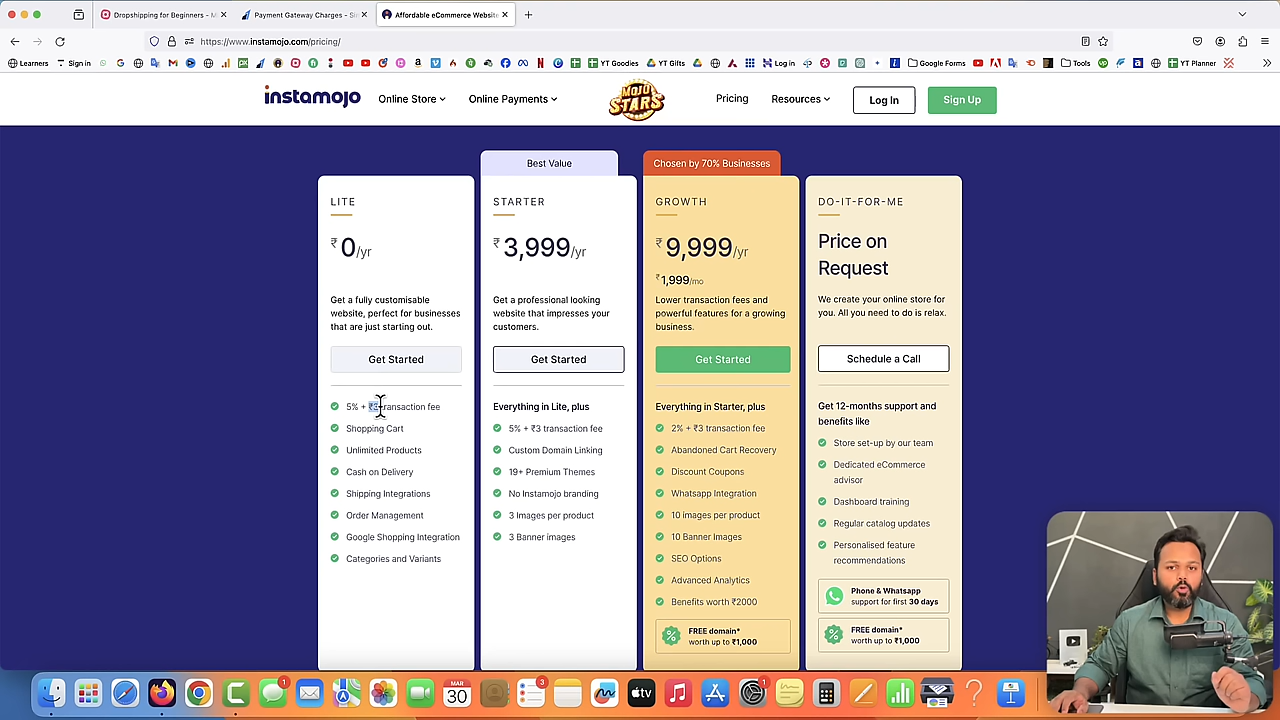 Dropshipping for Beginners - M
Payment Gateway Charges - S
Affordable eCommerce Website
https://www.instamojo.com/pricing/
Learners
Sign in
YT Goodies
YT Gifts
Log in
Google Forms
Tools
YT Planner
instamojo
Online Store
Online Payments
MOJO
STARS
Pricing
Resources
Log In
Sign Up
Best Value
Chosen by 70% Businesses
LITE
₹0/yr
Get a fully customisable
website, perfect for businesses
that are just starting out.
Get Started
5% + ₹3 transaction fee
Shopping Cart
Unlimited Products
Cash on Delivery
Shipping Integrations
Order Management
Google Shopping Integration
Categories and Variants
STARTER
₹3,999/yr
Get a professional looking
website that impresses your
customers.
Get Started
Everything in Lite, plus
5% + ₹3 transaction fee
Custom Domain Linking
19+ Premium Themes
No Instamojo branding
3 Images per product
3 Banner images
GROWTH
₹9,999/yr
₹1,999/mo
Lower transaction fees and
powerful features for a growing
business.
Get Started
Everything in Starter, plus
2% + ₹3 transaction fee
Abandoned Cart Recovery
Discount Coupons
Whatsapp Integration
10 images per product
10 Banner Images
SEO Options
Advanced Analytics
Benefits worth ₹2000
FREE domain*
worth up to ₹1,000
DO-IT-FOR-ME
Price on
Request
We create your online store for
you. All you need to do is relax.
Schedule a Call
Get 12-months support and
benefits like
Store set-up by our team
Dedicated eCommerce
advisor
Dashboard training
Regular catalog updates
Personalised feature
recommendations
Phone & Whatsapp
support for first 30 days
FREE domain*
worth up to ₹1,000
1
MAR
30
3
tv
1